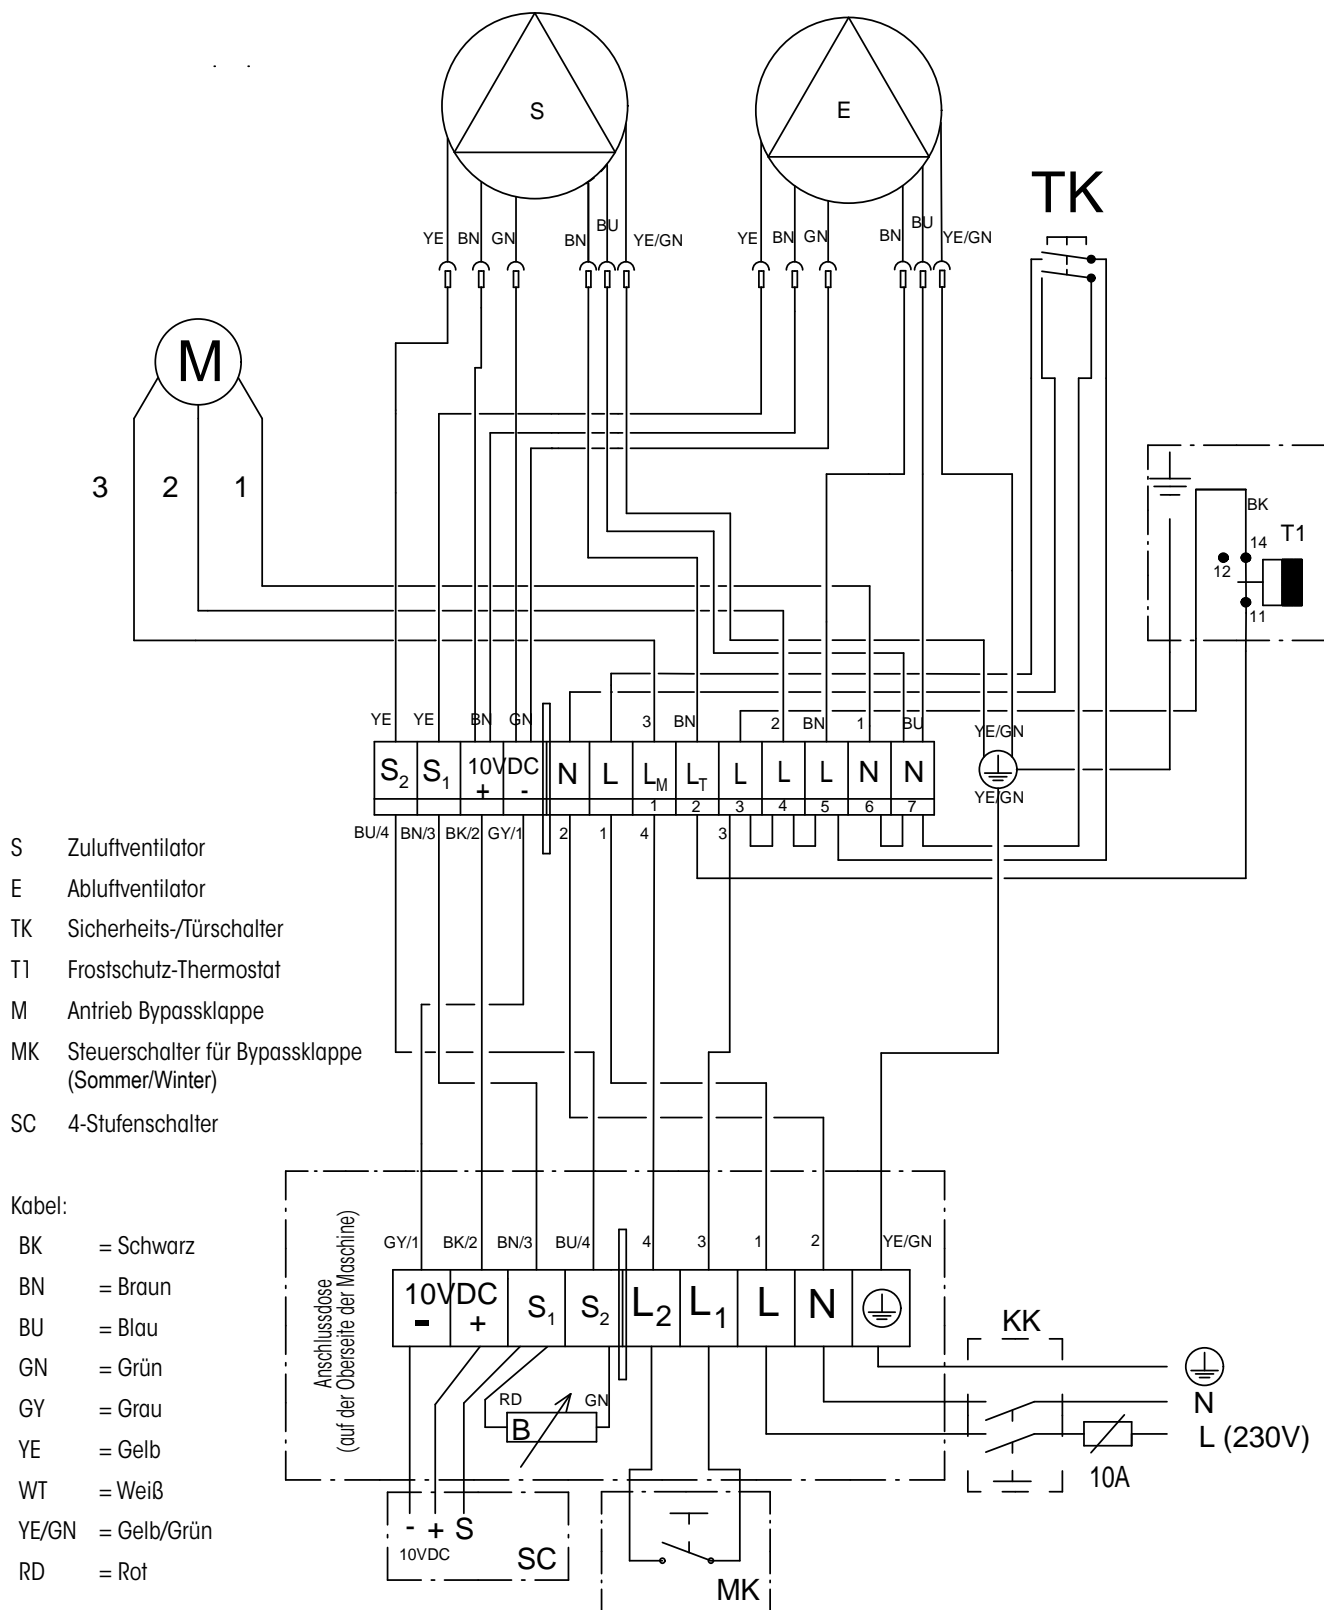 S
E
TK
YE
BN
GN
BN
BU
YE/GN
YE
BN
GN
BN
BU
YE/GN
M
3
2
1
BK
14
T1
12
11
YE
YE
BN
GN
3
BN
2
BN
1
BU
YE/GN
S2
S1
10VDC
+
-
N
L
LM
LT
L
L
L
N
N
1
2
3
4
5
6
7
YE/GN
BU/4
BN/3
BK/2
GY/1
2
1
4
3
S Zuluftventilator
E Abluftventilator
TK Sicherheits-/Türschalter
T1 Frostschutz-Thermostat
M Antrieb Bypassklappe
MK Steuerschalter für Bypassklappe
(Sommer/Winter)
SC 4-Stufenschalter
Kabel:
BK = Schwarz
BN = Braun
BU = Blau
GN = Grün
GY = Grau
YE = Gelb
WT = Weiß
YE/GN = Gelb/Grün
RD = Rot
Anschlussdose
(auf der Oberseite der Maschine)
GY/1
BK/2
BN/3
BU/4
4
3
1
2
YE/GN
10VDC
-
+
S1
S2
L2
L1
L
N
KK
RD
GN
B
N
L (230V)
10A
- + S
10VDC
SC
MK